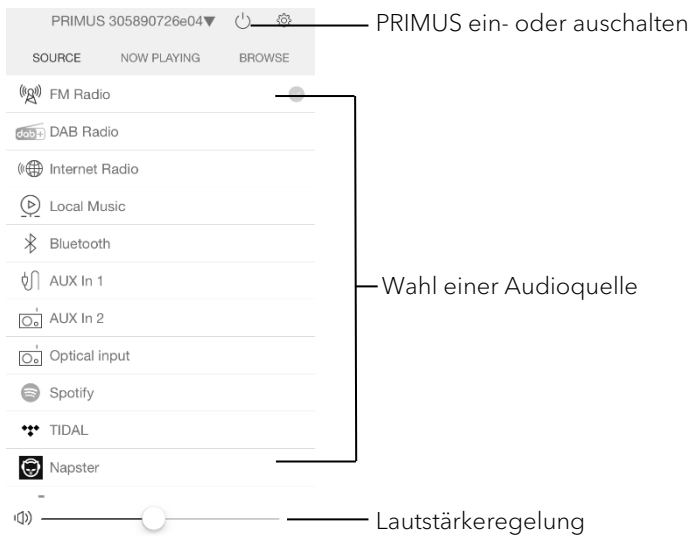 PRIMUS 305890726e04▼
PRIMUS ein- oder auschalten
SOURCE NOW PLAYING BROWSE
FM Radio
dab+ DAB Radio
Internet Radio
Local Music
Bluetooth
AUX In 1
Wahl einer Audioquelle
AUX In 2
Optical input
Spotify
TIDAL
Napster
Lautstärkeregelung